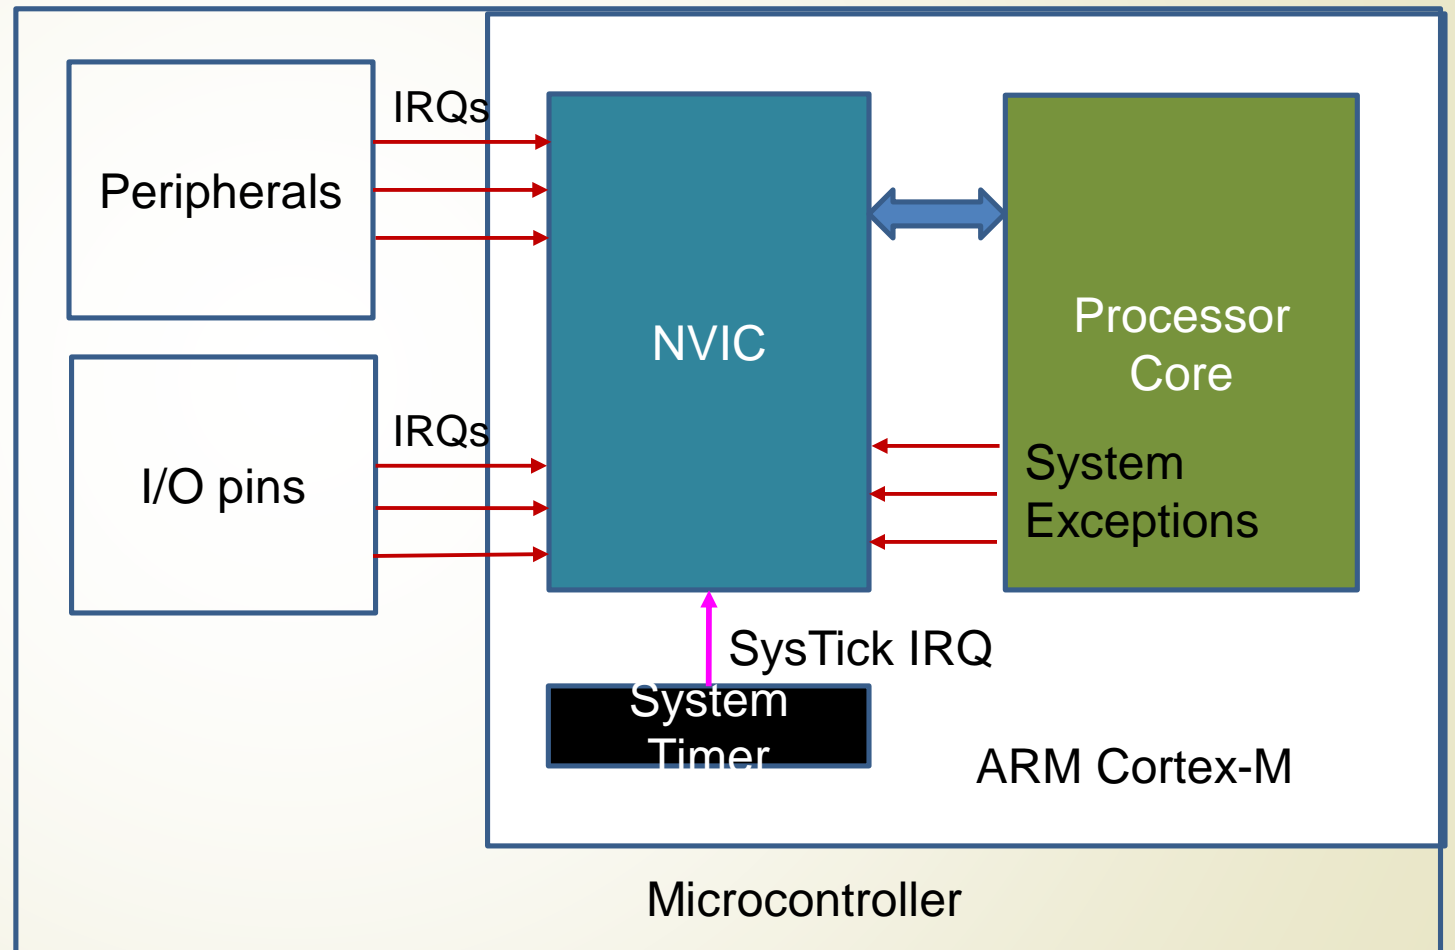 IRQs
Peripherals
NVIC
Processor
Core
IRQs
I/O pins
System
Exceptions
SysTick IRQ
System
Timer
ARM Cortex-M
Microcontroller